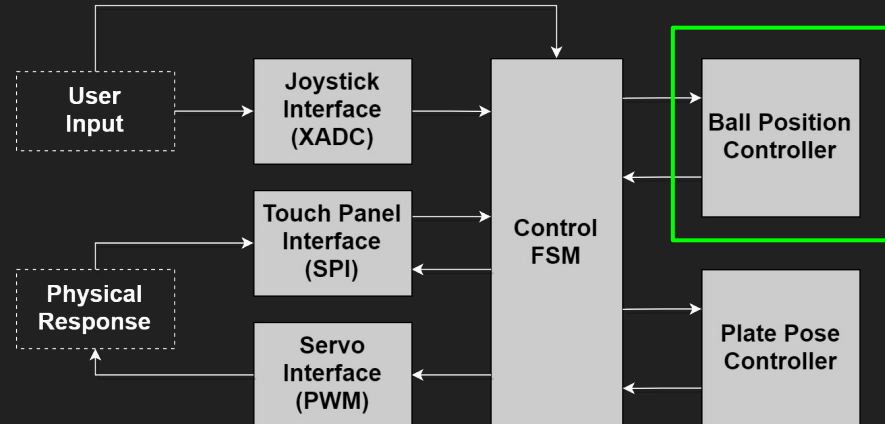 User
Input
Joystick
Interface
(XADC)
Touch Panel
Interface
(SPI)
Physical
Response
Servo
Interface
(PWM)
Control
FSM
Ball Position
Controller
Plate Pose
Controller